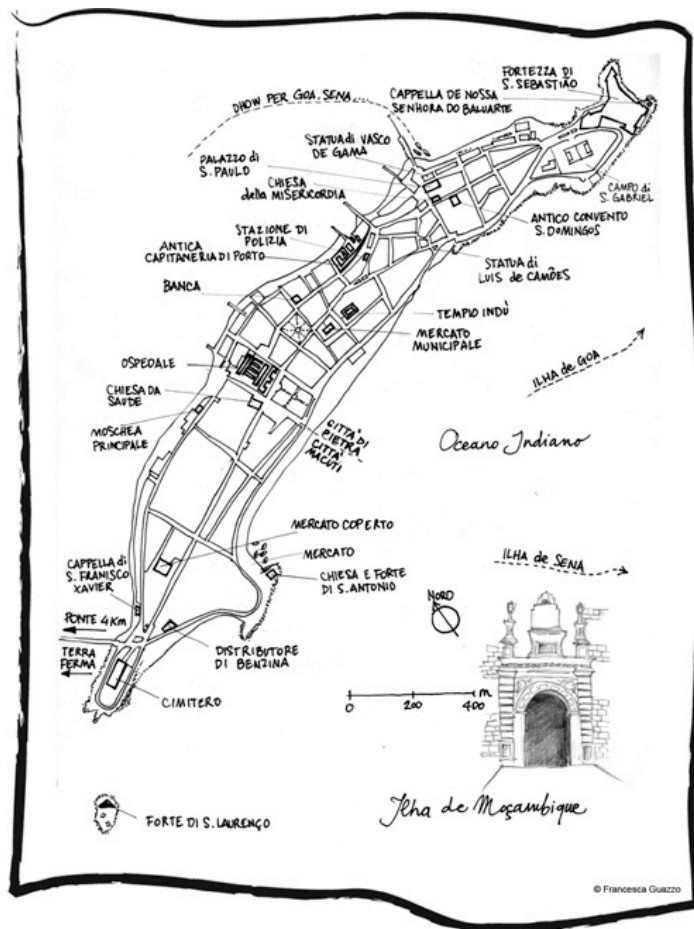 FORTEZZA DI
S. SEBASTIÃO
CAPPELLA DE NOSSA
SENHORA DO BALUARTE
DHOW PER GOA, SENA...
STATUA di VASCO
DE GAMA
PALAZZO di
S. PAULO
CHIESA
della MISERICORDIA
CAMPO di
S. GABRIEL
ANTICO CONVENTO
S. DOMINGOS
STAZIONE DI
POLIZIA
ANTICA
CAPITANERIA DI PORTO
STATUA di
LUIS de CAMÕES
BANCA
TEMPIO INDÙ
MERCATO
MUNICIPALE
OSPEDALE
ILHA de GOA
CHIESA DA
SAUDE
MOSCHEA
PRINCIPALE
CITTA' DI
PIETRA-
CITTA'
MACUTI
Oceano Indiano
MERCATO COPERTO
MERCATO
CAPPELLA di
S. FRANISCO
XAVIER
CHIESA E FORTE
DI S. ANTONIO
ILHA de SENA
NORD
PONTE 4 Km
TERRA
FERMA
DISTRIBUTORE
DI BENZINA
CIMITERO
0 200 400 m
Ilha de Moçambique
FORTE DI S. LAURENÇO
© Francesca Guazzo